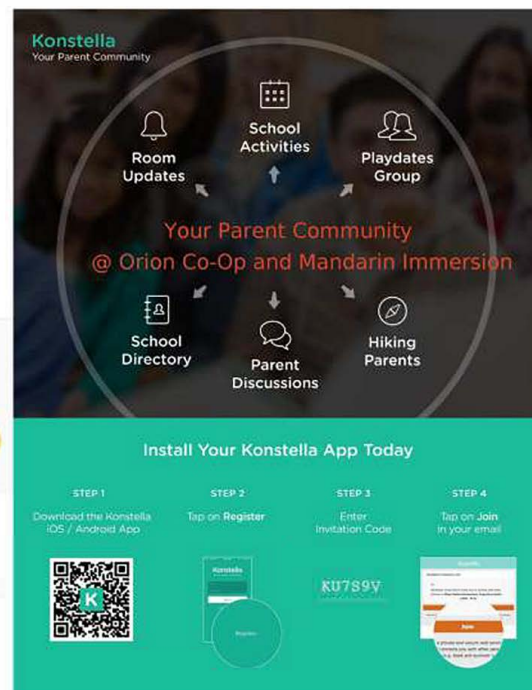 Konstella
Your Parent Community
School
Activities
Room
Updates
Playdates
Group
Your Parent Community
@ Orion Co-Op and Mandarin Immersion
School
Directory
Parent
Discussions
Hiking
Parents
Install Your Konstella App Today
STEP 1
Download the Konstella
iOS / Android App
K
STEP 2
Tap on Register
Konstella
Register
STEP 3
Enter
Invitation Code
KU7S9V
STEP 4
Tap on Join
in your email
Join